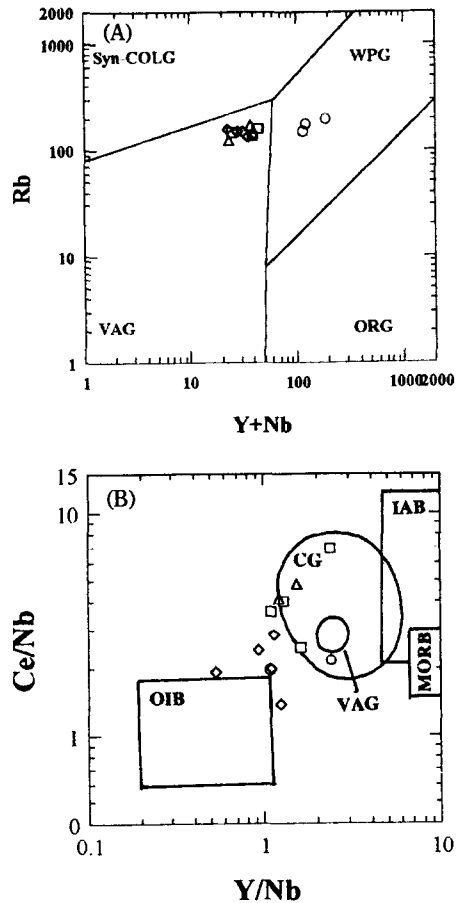 2000
(A)
1000
Syn-COLG
WPG
100
Rb
10
VAG
ORG
1
1
10
100
1000
2000
Y+Nb
15
(B)
10
IAB
CG
Ce/Nb
MORB
OIB
VAG
1
0
0.1
1
10
Y/Nb